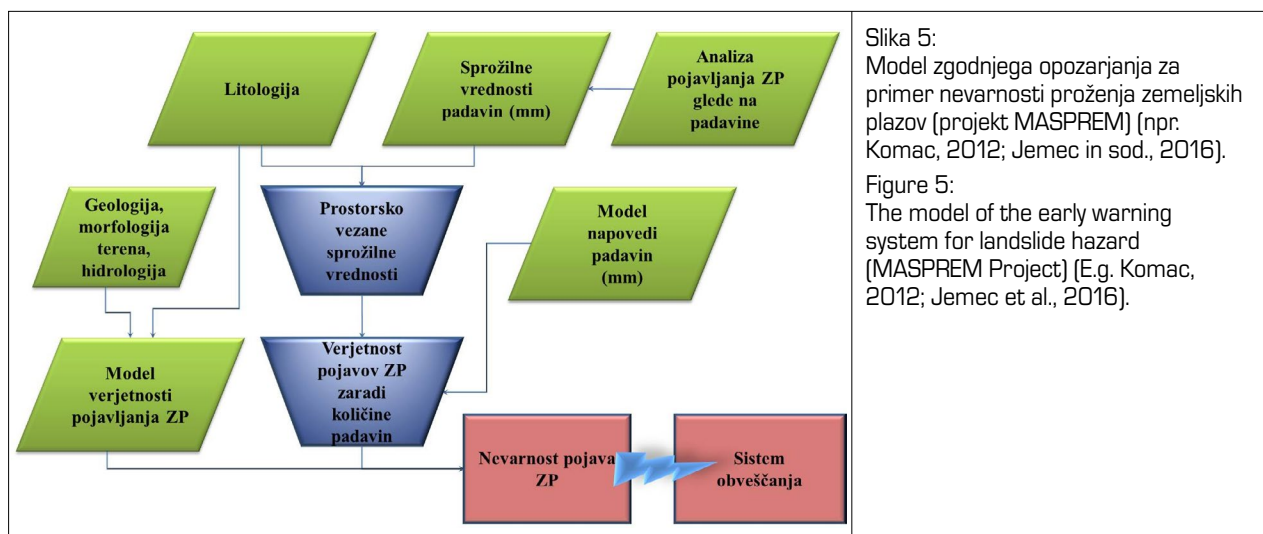 Litologija
Sprožilne
vrednosti
padavin (mm)
Analiza
pojavljanja ZP
glede na
padavine
Geologija,
morfologija
terena,
hidrologija
Prostorsko
vezane
sprožilne
vrednosti
Model
napovedi
padavin
(mm)
Model
verjetnosti
pojavljanja ZP
Verjetnost
pojavov ZP
zaradi
količine
padavin
Nevarnost pojava
ZP
Sistem
obveščanja
Slika 5:
Model zgodnjega opozarjanja za
primer nevarnosti proženja zemeljskih
plazov (projekt MASPREM) (npr.
Komac, 2012; Jemec in sod., 2016).
Figure 5:
The model of the early warning
system for landslide hazard
(MASPREM Project) (E.g. Komac,
2012; Jemec et al., 2016).